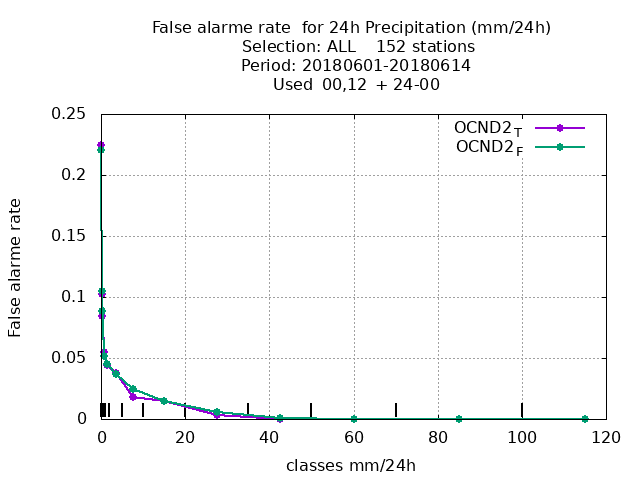 False alarme rate  for 24h Precipitation (mm/24h)
Selection: ALL    152 stations
Period: 20180601-20180614
Used  00,12  + 24-00
OCND2T
OCND2F
0.25
0.2
0.15
0.1
0.05
0
False alarme rate
0 20 40 60 80 100 120
classes mm/24h